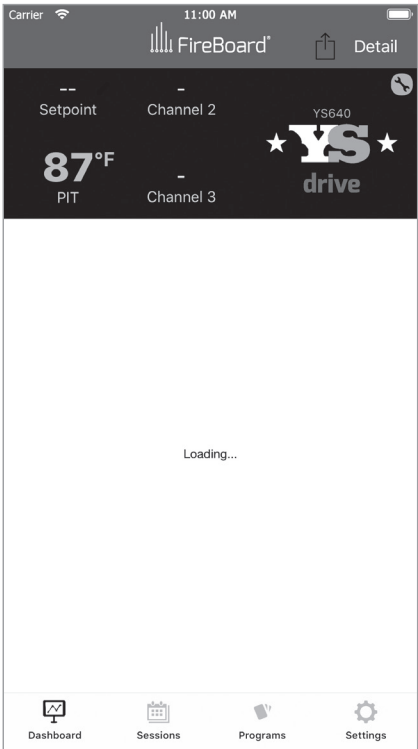 Carrier 11:00 AM
FireBoard®
Detail
--
Setpoint
-
Channel 2
87°F
PIT
-
Channel 3
YS640
YS
drive
Loading...
Dashboard Sessions Programs Settings